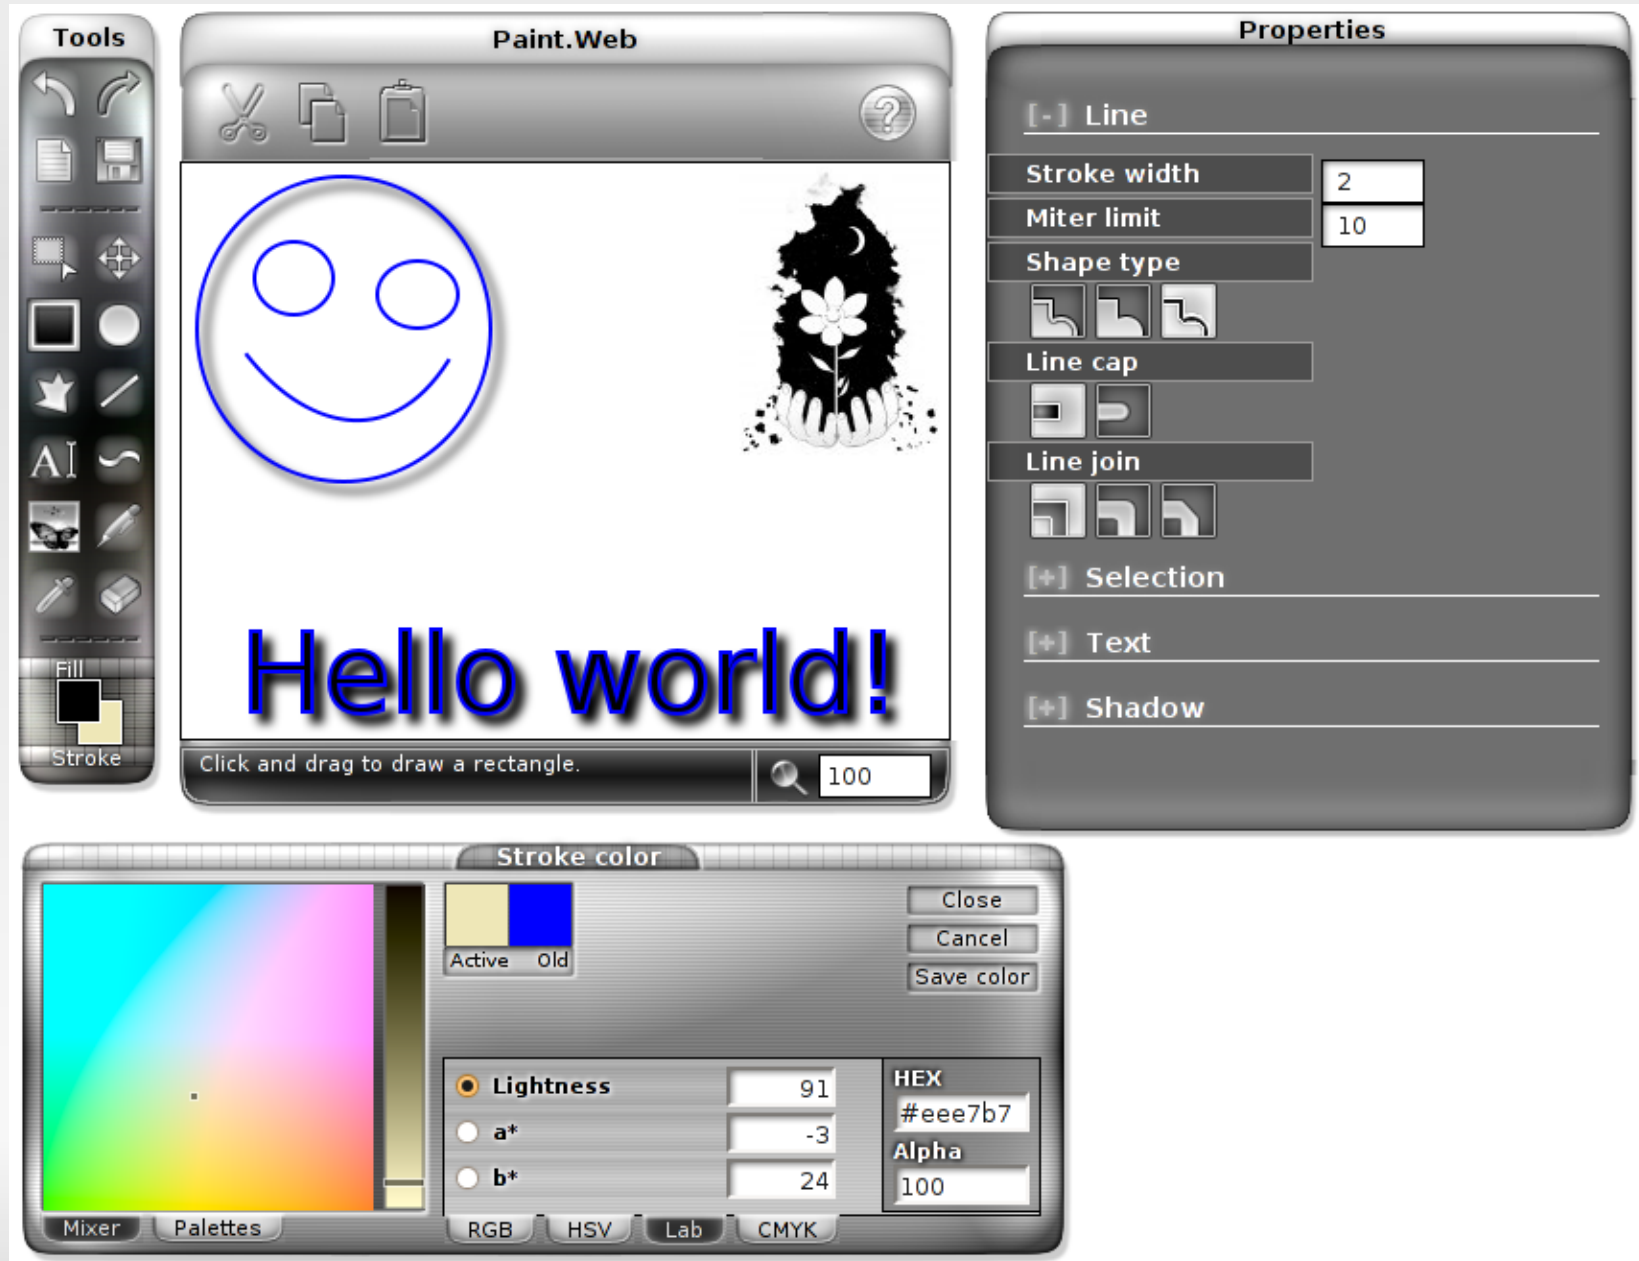 Tools
Fill
Stroke
Paint.Web
?
Hello world!
Click and drag to draw a rectangle.
100
Properties
[-] Line
Stroke width 2
Miter limit 10
Shape type
Line cap
Line join
[+] Selection
[+] Text
[+] Shadow
Stroke color
Active Old
Close
Cancel
Save color
Lightness 91
a* -3
b* 24
HEX
#eee7b7
Alpha
100
Mixer Palettes
RGB HSV Lab CMYK